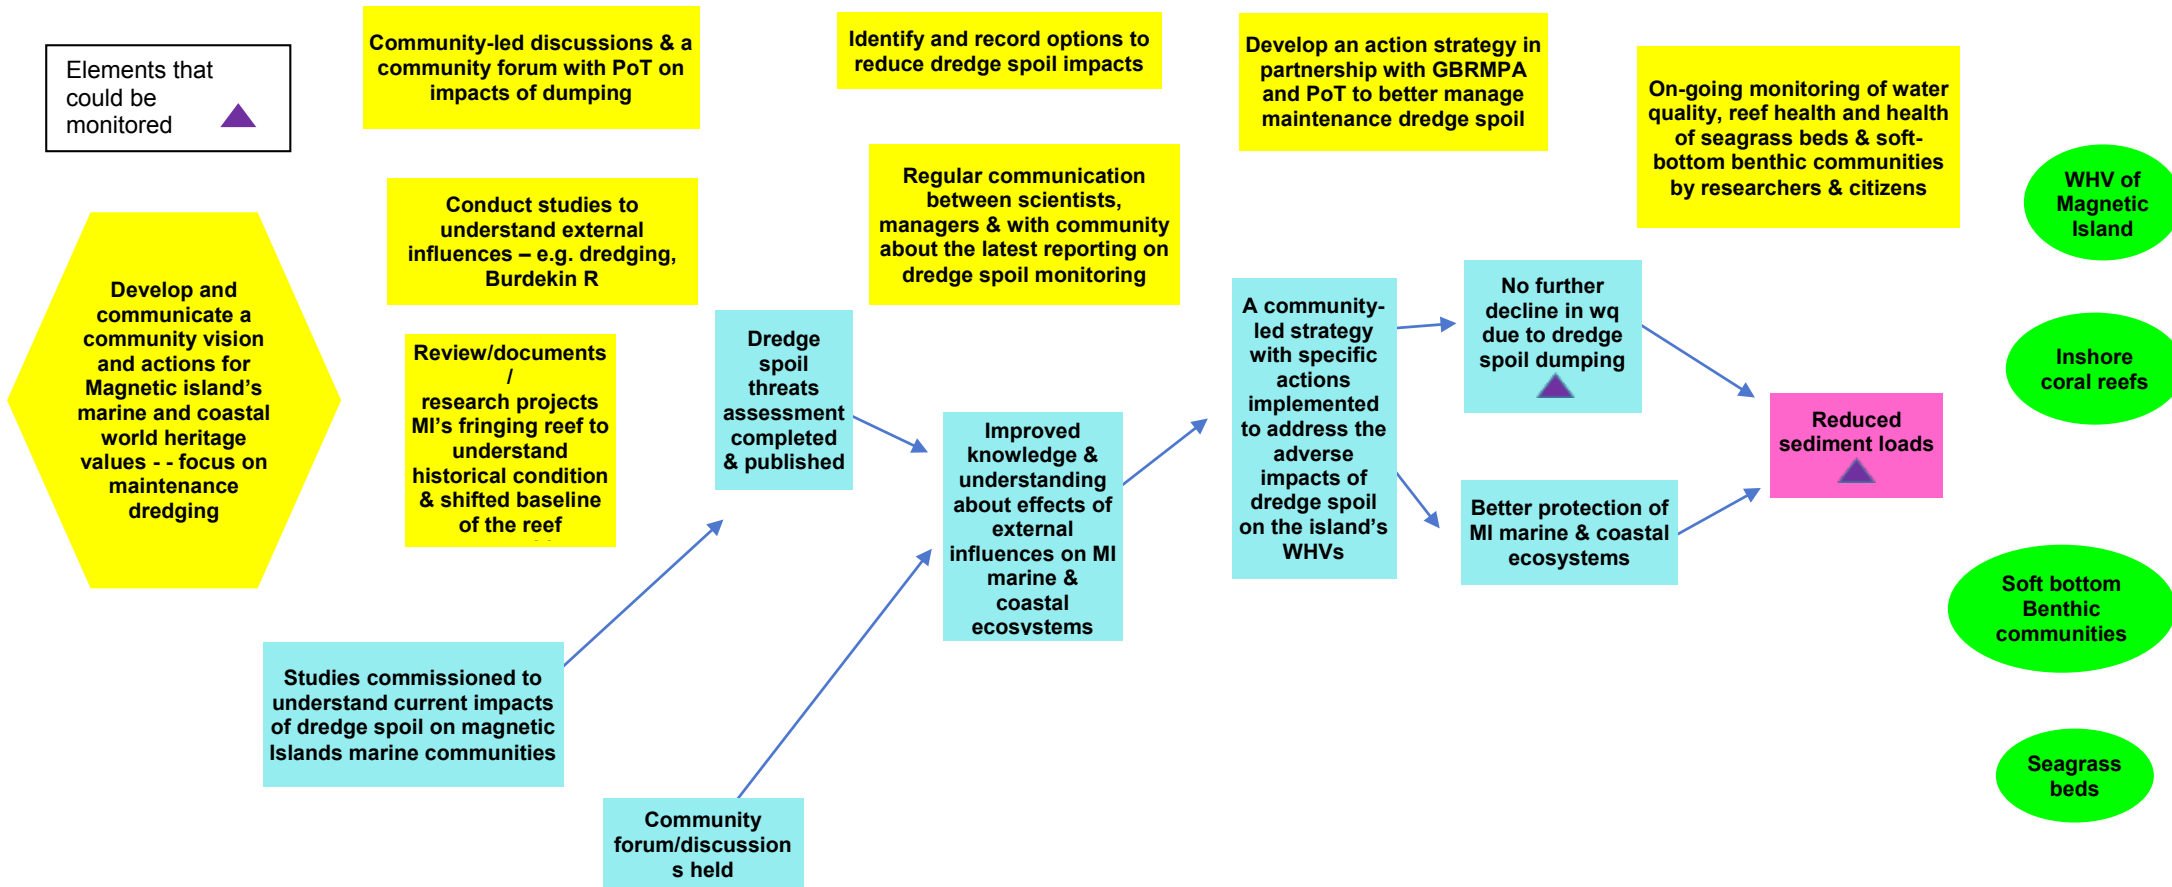 Elements that
could be
monitored
Community-led discussions & a
community forum with PoT on
impacts of dumping
Identify and record options to
reduce dredge spoil impacts
Develop an action strategy in
partnership with GBRMPA
and PoT to better manage
maintenance dredge spoil
On-going monitoring of water
quality, reef health and health
of seagrass beds & soft-
bottom benthic communities
by researchers & citizens
Conduct studies to
understand external
influences – e.g. dredging,
Burdekin R
Regular communication
between scientists,
managers & with community
about the latest reporting on
dredge spoil monitoring
WHV of
Magnetic
Island
Develop and
communicate a
community vision
and actions for
Magnetic island's
marine and coastal
world heritage
values - - focus on
maintenance
dredging
Review/documents
/
research projects
MI's fringing reef to
understand
historical condition
& shifted baseline
of the reef
Dredge
spoil
threats
assessment
completed
& published
Improved
knowledge &
understanding
about effects of
external
influences on MI
marine &
coastal
ecosystems
A community-
led strategy
with specific
actions
implemented
to address the
adverse
impacts of
dredge spoil
on the island's
WHVs
No further
decline in wq
due to dredge
spoil dumping
Better protection of
MI marine & coastal
ecosystems
Reduced
sediment loads
Inshore
coral reefs
Soft bottom
Benthic
communities
Seagrass
beds
Studies commissioned to
understand current impacts
of dredge spoil on magnetic
Islands marine communities
Community
forum/discussion
s held